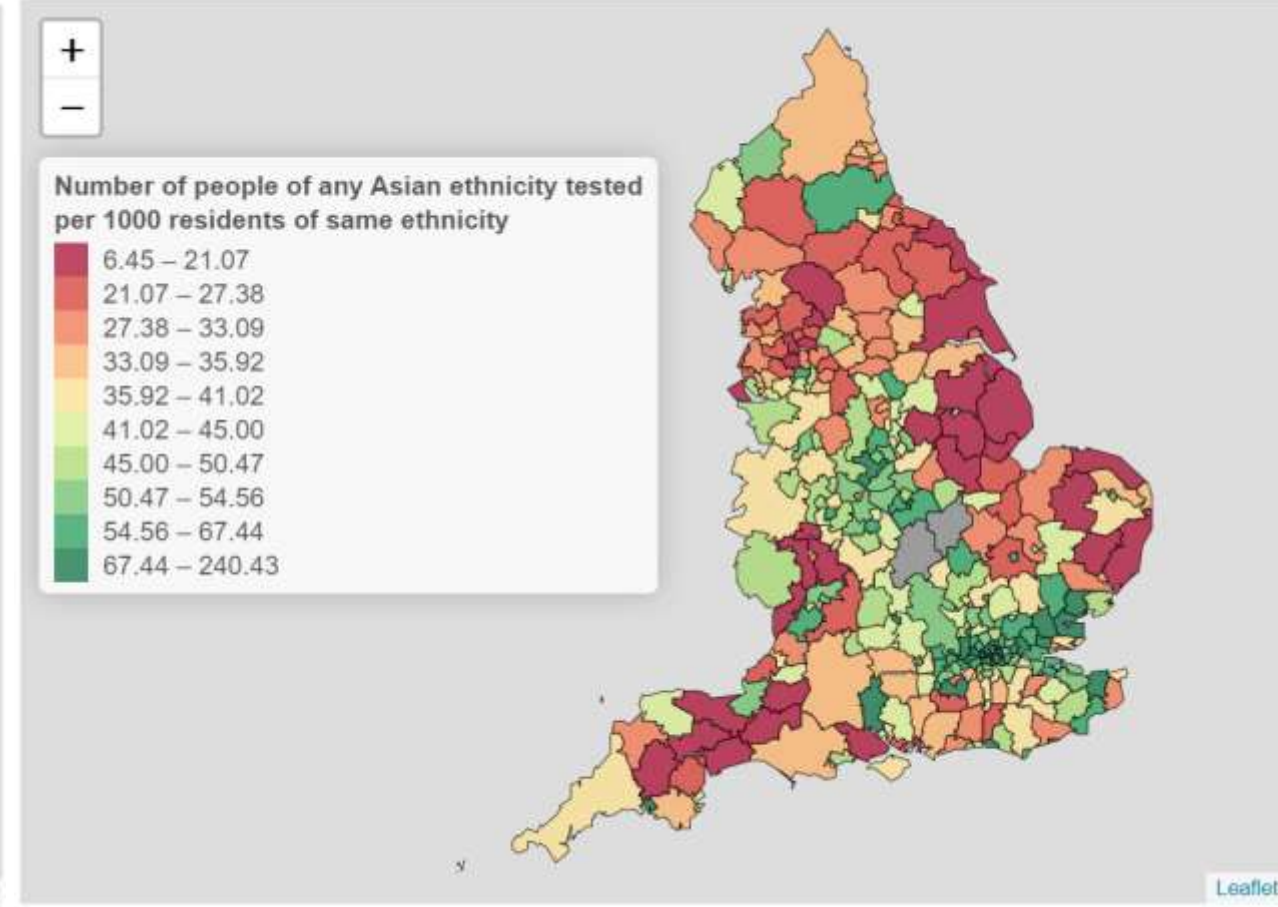 +
−
Number of people of any Asian ethnicity tested
per 1000 residents of same ethnicity
6.45 – 21.07
21.07 – 27.38
27.38 – 33.09
33.09 – 35.92
35.92 – 41.02
41.02 – 45.00
45.00 – 50.47
50.47 – 54.56
54.56 – 67.44
67.44 – 240.43
Leaflet